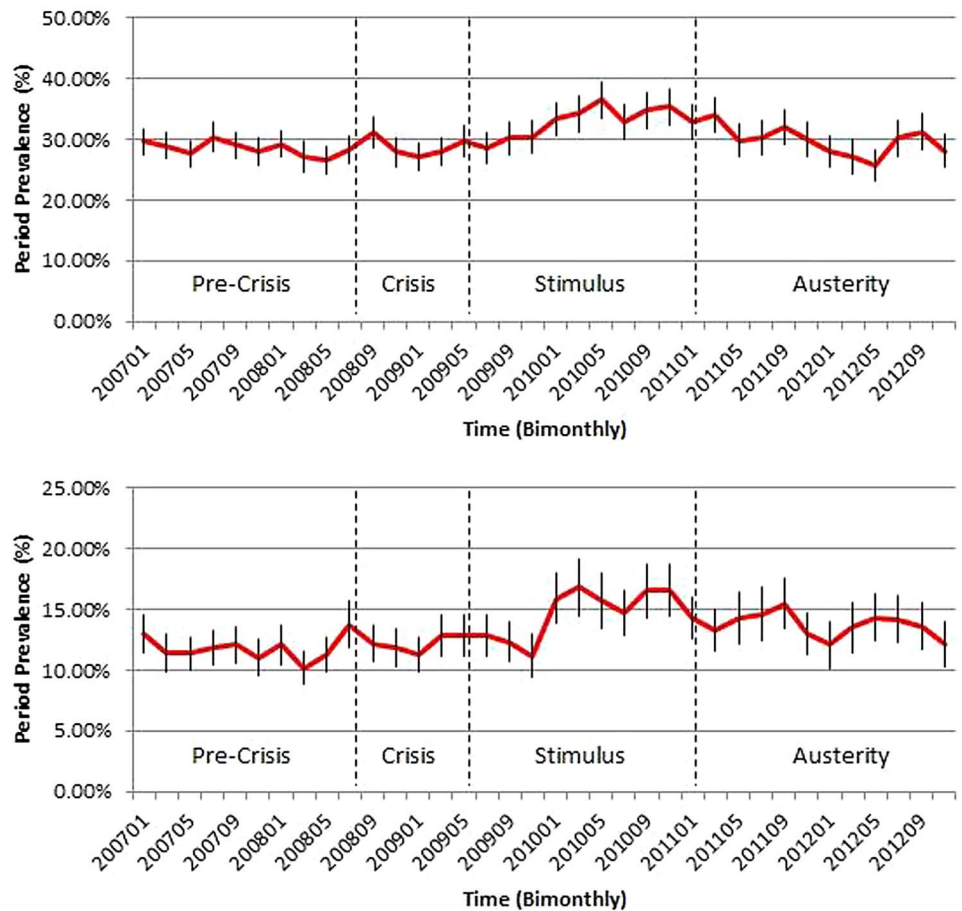 50.00%
40.00%
30.00%
20.00%
10.00%
0.00%
Period Prevalence (%)
Pre-Crisis Crisis Stimulus Austerity
200701 200705 200709 200801 200805 200809 200901 200905 200909 201001 201005 201009 201101 201105 201109 201201 201205 201209
Time (Bimonthly)
25.00%
20.00%
15.00%
10.00%
5.00%
0.00%
Period Prevalence (%)
Pre-Crisis Crisis Stimulus Austerity
200701 200705 200709 200801 200805 200809 200901 200905 200909 201001 201005 201009 201101 201105 201109 201201 201205 201209
Time (Bimonthly)